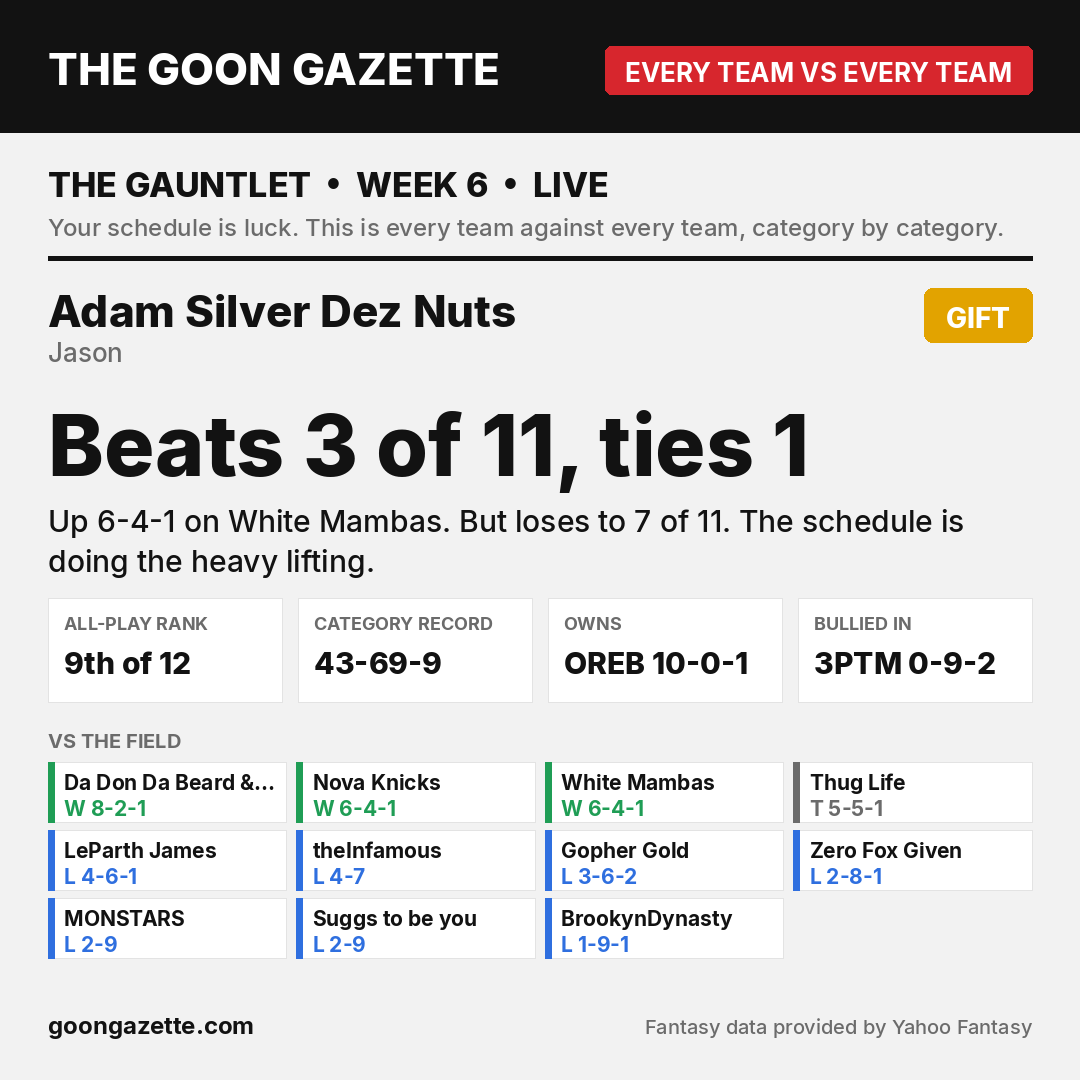 THE GOON GAZETTE
EVERY TEAM VS EVERY TEAM
THE GAUNTLET • WEEK 6 • LIVE
Your schedule is luck. This is every team against every team, category by category.
Adam Silver Dez Nuts
GIFT
Jason
Beats 3 of 11, ties 1
Up 6-4-1 on White Mambas. But loses to 7 of 11. The schedule is
doing the heavy lifting.
ALL-PLAY RANK
9th of 12
CATEGORY RECORD
43-69-9
OWNS
OREB 10-0-1
BULLIED IN
3PTM 0-9-2
VS THE FIELD
Da Don Da Beard &...
W 8-2-1
Nova Knicks
W 6-4-1
White Mambas
W 6-4-1
Thug Life
T 5-5-1
LeParth James
L 4-6-1
theInfamous
L 4-7
Gopher Gold
L 3-6-2
Zero Fox Given
L 2-8-1
MONSTARS
L 2-9
Suggs to be you
L 2-9
BrookynDynasty
L 1-9-1
goongazette.com
Fantasy data provided by Yahoo Fantasy